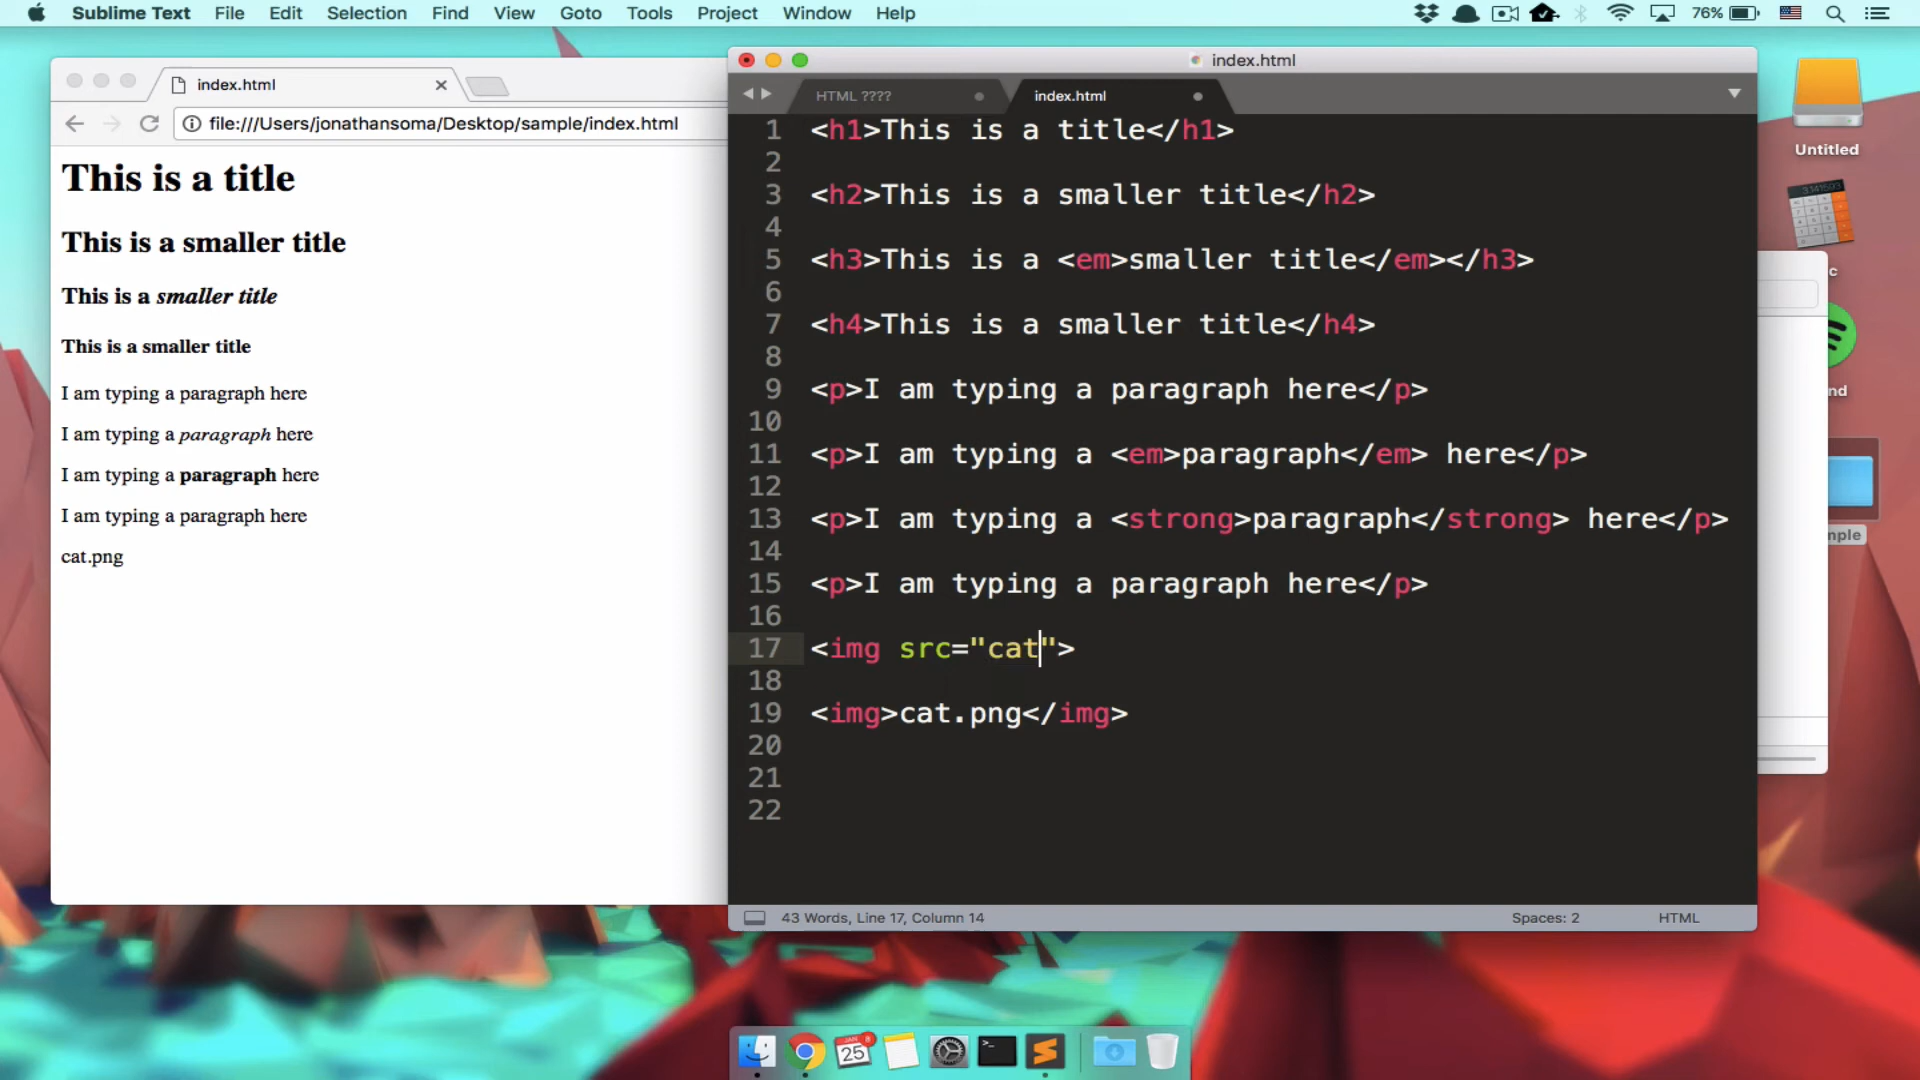 Sublime Text File Edit Selection Find View Goto Tools Project Window Help 76%
index.html
file:///Users/jonathansoma/Desktop/sample/index.html
This is a title
This is a smaller title
This is a smaller title
This is a smaller title
I am typing a paragraph here
I am typing a paragraph here
I am typing a paragraph here
I am typing a paragraph here
cat.png
index.html
HTML ????
index.html
1 <h1>This is a title</h1>
2
3 <h2>This is a smaller title</h2>
4
5 <h3>This is a <em>smaller title</em></h3>
6
7 <h4>This is a smaller title</h4>
8
9 <p>I am typing a paragraph here</p>
10
11 <p>I am typing a <em>paragraph</em> here</p>
12
13 <p>I am typing a <strong>paragraph</strong> here</p>
14
15 <p>I am typing a paragraph here</p>
16
17 <img src="cat">
18
19 <img>cat.png</img>
20
21
22
43 Words, Line 17, Column 14 Spaces: 2 HTML
Untitled
3.141593
c
nd
mple
JAN
25
8